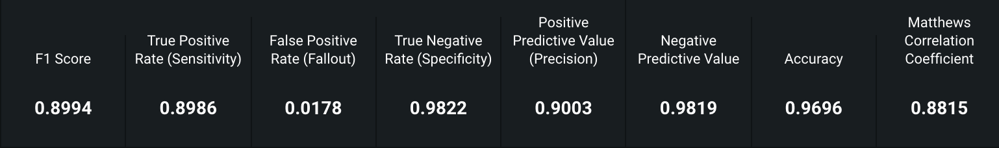 F1 Score
0.8994
True Positive
Rate (Sensitivity)
0.8986
False Positive
Rate (Fallout)
0.0178
True Negative
Rate (Specificity)
0.9822
Positive
Predictive Value
(Precision)
0.9003
Negative
Predictive Value
0.9819
Accuracy
0.9696
Matthews
Correlation
Coefficient
0.8815